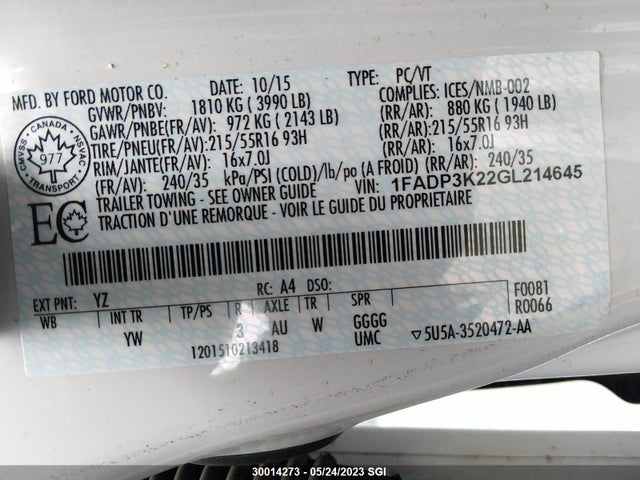 MFD. BY FORD MOTOR CO. DATE: 10/15 TYPE: PC/VT
GVWR/PNBV: 1810 KG ( 3990 LB) COMPLIES: ICES/NMB-002
GAWR/PNBE(FR/AV): 972 KG ( 2143 LB) (RR/AR): 880 KG ( 1940 LB)
TIRE/PNEU(FR/AV): 215/55R16 93H (RR/AR): 215/55R16 93H
RIM/JANTE(FR/AV): 16x7.0J (RR/AR): 16x7.0J
(FR/AV): 240/35 kPa/PSI (COLD)/lb/po (A FROID) (RR/AR): 240/35
TRAILER TOWING - SEE OWNER GUIDE VIN: 1FADP3K22GL214645
TRACTION D'UNE REMORQUE - VOIR LE GUIDE DU PROPRIETAIRE
CMVSS - CANADA - NSVAC
977
TRANSPORT
EC
RC: A4 DSO:
EXT PNT: YZ F0081
WB INT TR TP/PS R AXLE TR SPR R0066
YW 3 AU W GGGG
UMC
1201510213418 5U5A-3520472-AA
30014273 - 05/24/2023 SGI